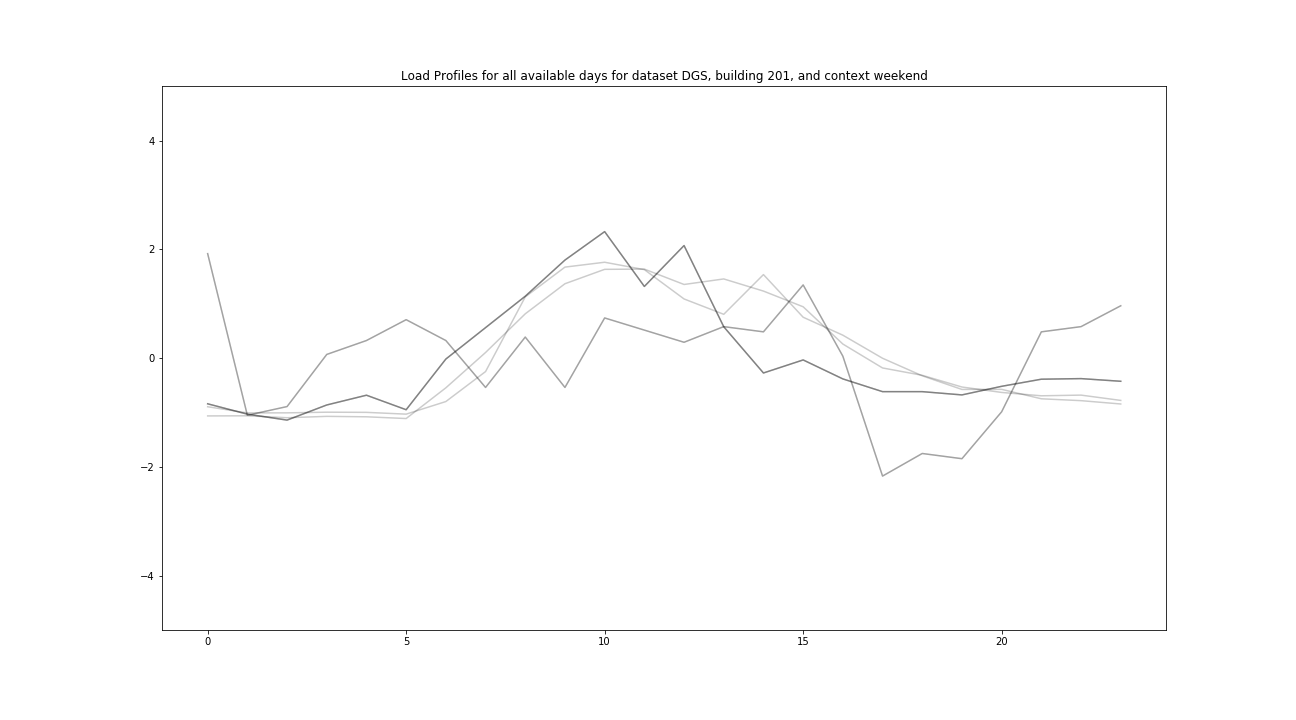 Load Profiles for all available days for dataset DGS, building 201, and context weekend
4
2
0
−2
−4
0 5 10 15 20